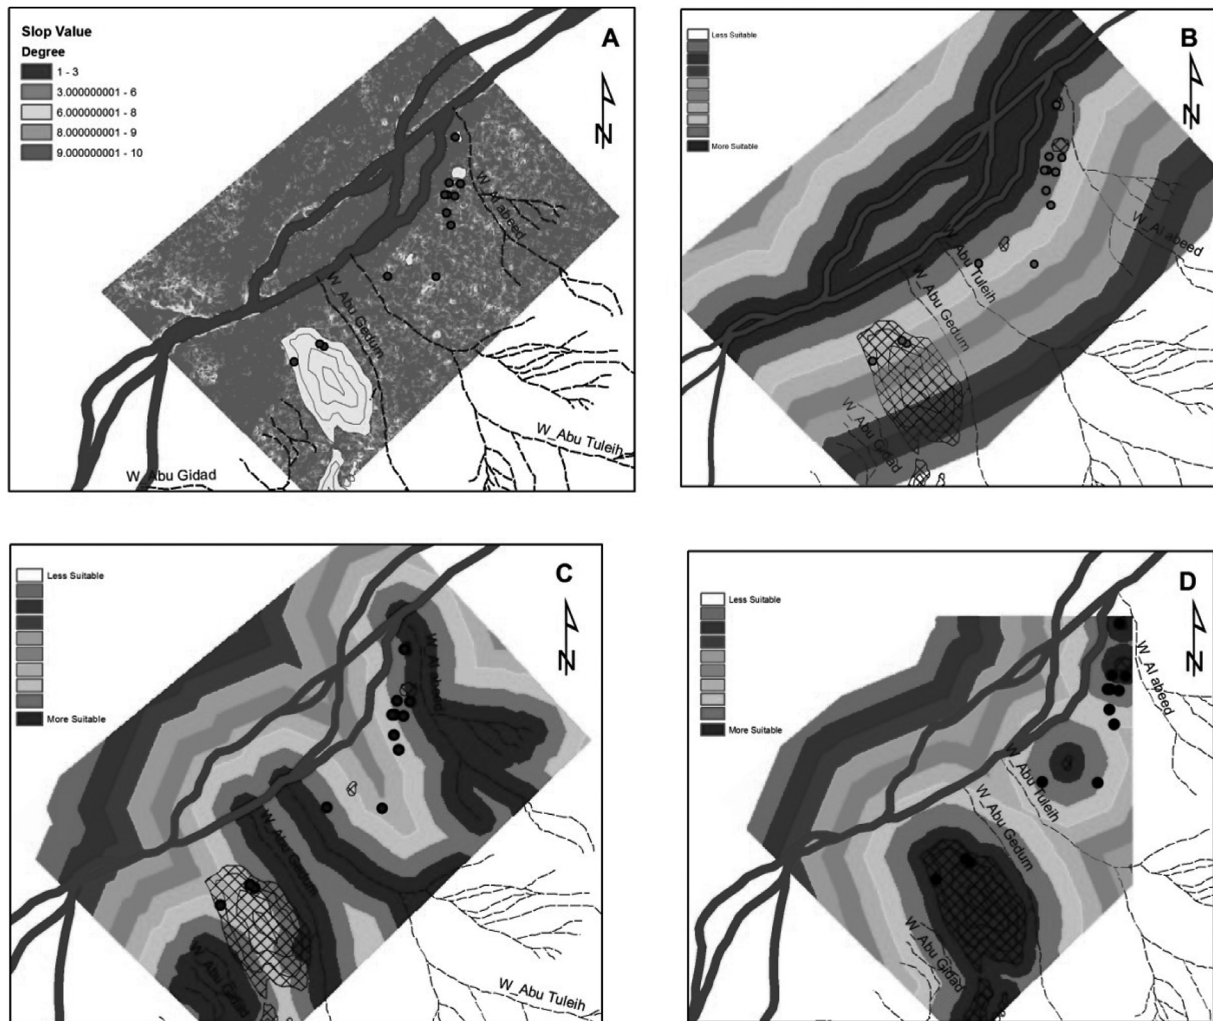 Slop Value
Degree
1 - 3
3.000000001 - 6
6.000000001 - 8
8.000000001 - 9
9.000000001 - 10
A
N
W_Al abeed
W_Abu Gedum
W_Abu Tuleih
W_Abu Gidad
Less Suitable
More Suitable
B
N
W_Al abeed
W_Abu Tuleih
W_Abu Gedum
W_Abu Gidad
Less Suitable
More Suitable
C
N
W_Al abeed
W_Abu Gedum
W_Abu Gidad
W_Abu Tuleih
Less Suitable
More Suitable
D
N
W_Al abeed
W_Abu Tuleih
W_Abu Gedum
W_Abu Gidad